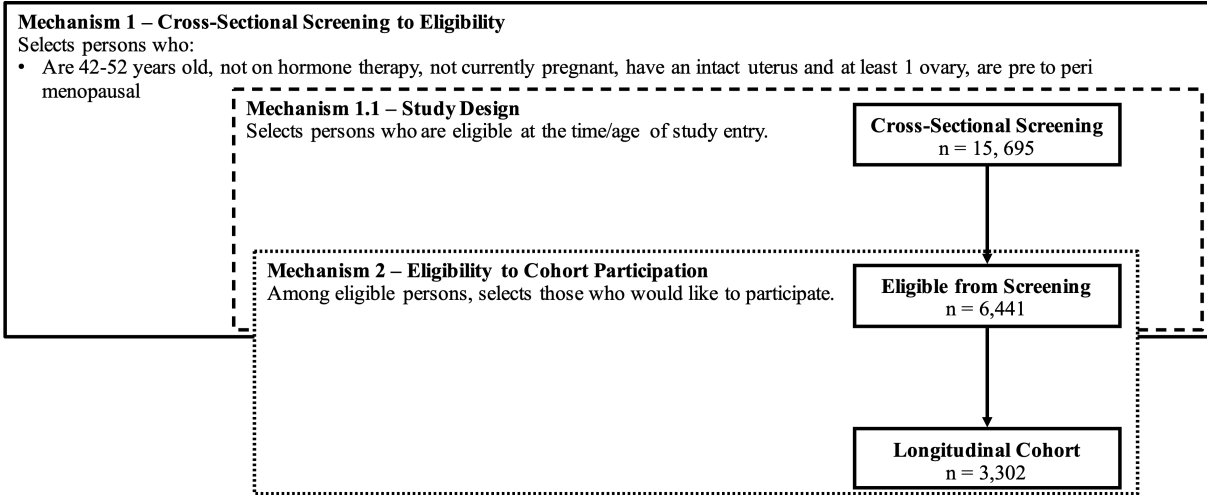 Mechanism 1 – Cross-Sectional Screening to Eligibility
Selects persons who:
• Are 42-52 years old, not on hormone therapy, not currently pregnant, have an intact uterus and at least 1 ovary, are pre to peri
menopausal
Mechanism 1.1 – Study Design
Selects persons who are eligible at the time/age of study entry.
Cross-Sectional Screening
n = 15, 695
Mechanism 2 – Eligibility to Cohort Participation
Among eligible persons, selects those who would like to participate.
Eligible from Screening
n = 6,441
Longitudinal Cohort
n = 3,302